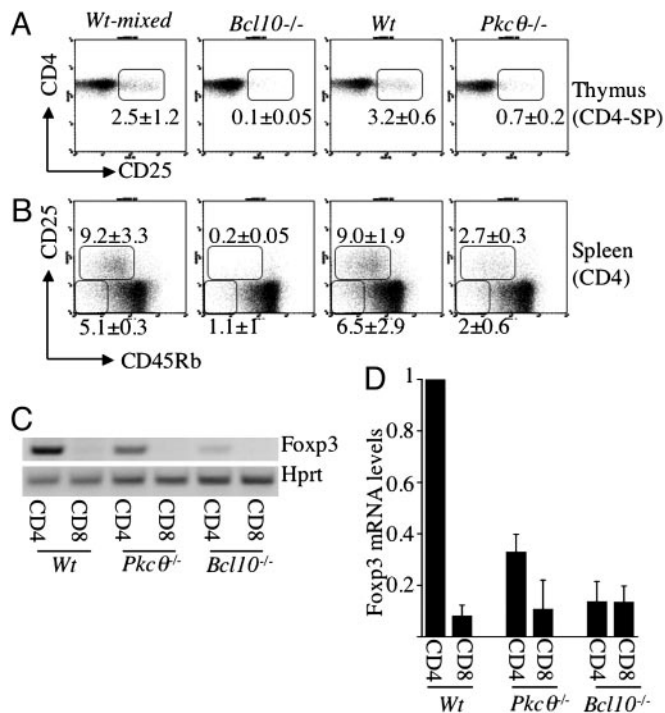 A
Wt-mixed Bcl10-/- Wt Pkcθ-/-
CD4
2.5±1.2 0.1±0.05 3.2±0.6 0.7±0.2
Thymus
(CD4-SP)
CD25
B
CD25
9.2±3.3 0.2±0.05 9.0±1.9 2.7±0.3
Spleen
(CD4)
5.1±0.3 1.1±1 6.5±2.9 2±0.6
CD45Rb
C
Foxp3
Hprt
CD4 CD8 CD4 CD8 CD4 CD8
Wt Pkcθ-/- Bcl10-/-
D
Foxp3 mRNA levels
1
0.8
0.6
0.4
0.2
CD4 CD8 CD4 CD8 CD4 CD8
Wt Pkcθ-/- Bcl10-/-